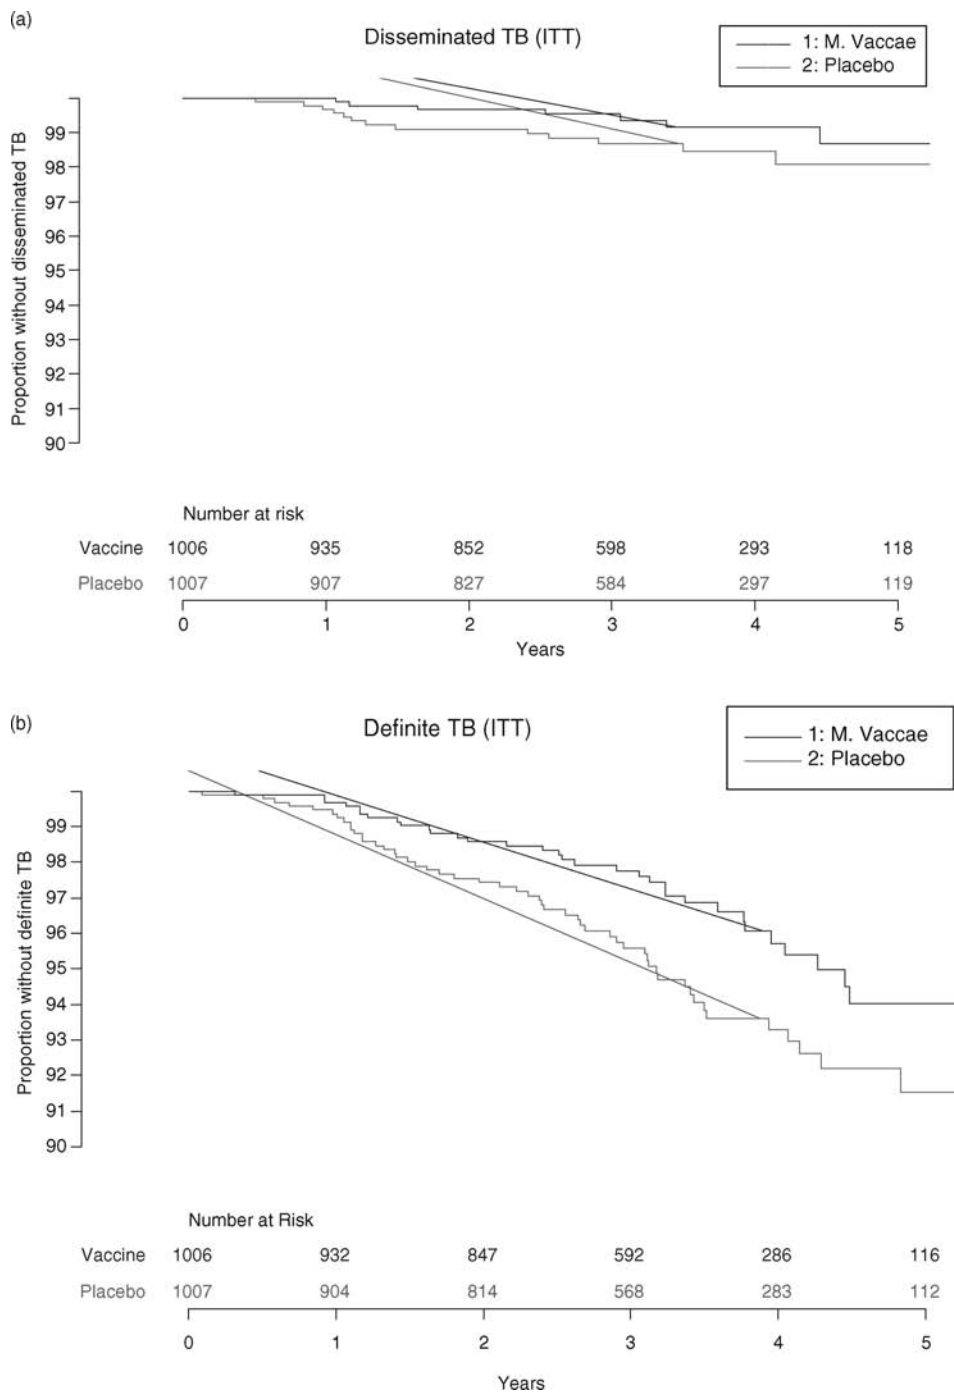 (a)
Disseminated TB (ITT)
1: M. Vaccae
2: Placebo
Proportion without disseminated TB
99
98
97
96
95
94
93
92
91
90
Number at risk
Vaccine 1006 935 852 598 293 118
Placebo 1007 907 827 584 297 119
0 1 2 3 4 5
Years
(b)
Definite TB (ITT)
1: M. Vaccae
2: Placebo
Proportion without definite TB
99
98
97
96
95
94
93
92
91
90
Number at Risk
Vaccine 1006 932 847 592 286 116
Placebo 1007 904 814 568 283 112
0 1 2 3 4 5
Years